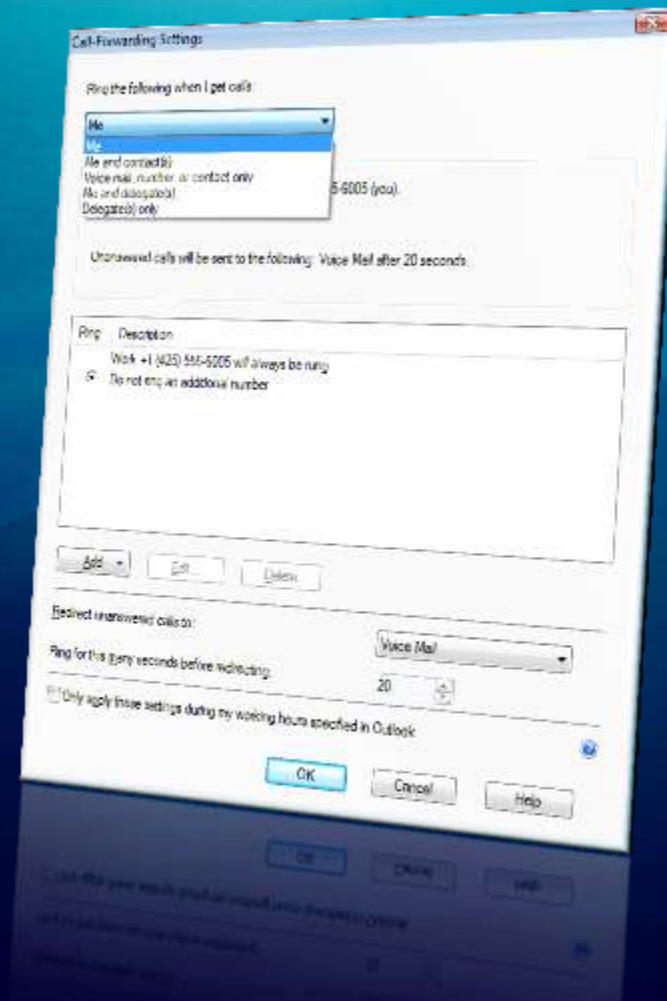 Call-Forwarding Settings
Ring the following when I get calls:
Me
Me
Me and contact(s)
Voice mail, number, or contact only
Me and delegate(s)
Delegate(s) only
5-6005 (you).
Unanswered calls will be sent to the following: Voice Mail after 20 seconds.
Ring Description
Work +1 (425) 555-6005 will always be rung
Do not ring an additional number
Add Edit Delete
Redirect unanswered calls to: Voice Mail
Ring for this many seconds before redirecting: 20
Only apply these settings during my working hours specified in Outlook
OK Cancel Help